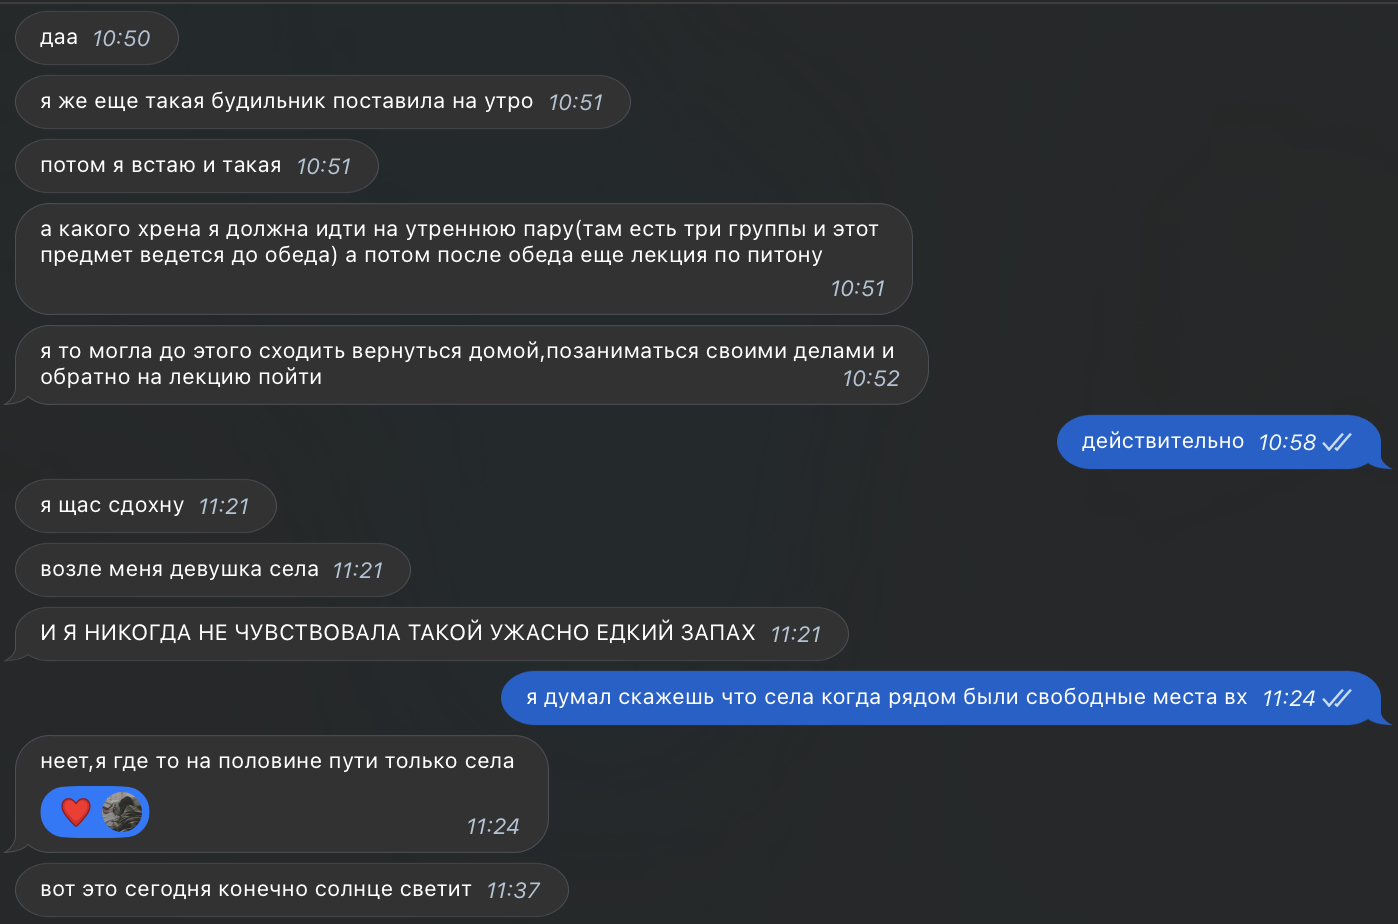 даа 10:50
я же еще такая будильник поставила на утро 10:51
потом я встаю и такая 10:51
а какого хрена я должна идти на утреннюю пару(там есть три группы и этот
предмет ведется до обеда) а потом после обеда еще лекция по питону
10:51
я то могла до этого сходить вернуться домой,позаниматься своими делами и
обратно на лекцию пойти 10:52
действительно 10:58
я щас сдохну 11:21
возле меня девушка села 11:21
И Я НИКОГДА НЕ ЧУВСТВОВАЛА ТАКОЙ УЖАСНО ЕДКИЙ ЗАПАХ 11:21
я думал скажешь что села когда рядом были свободные места вх 11:24
неет,я где то на половине пути только села
11:24
вот это сегодня конечно солнце светит 11:37